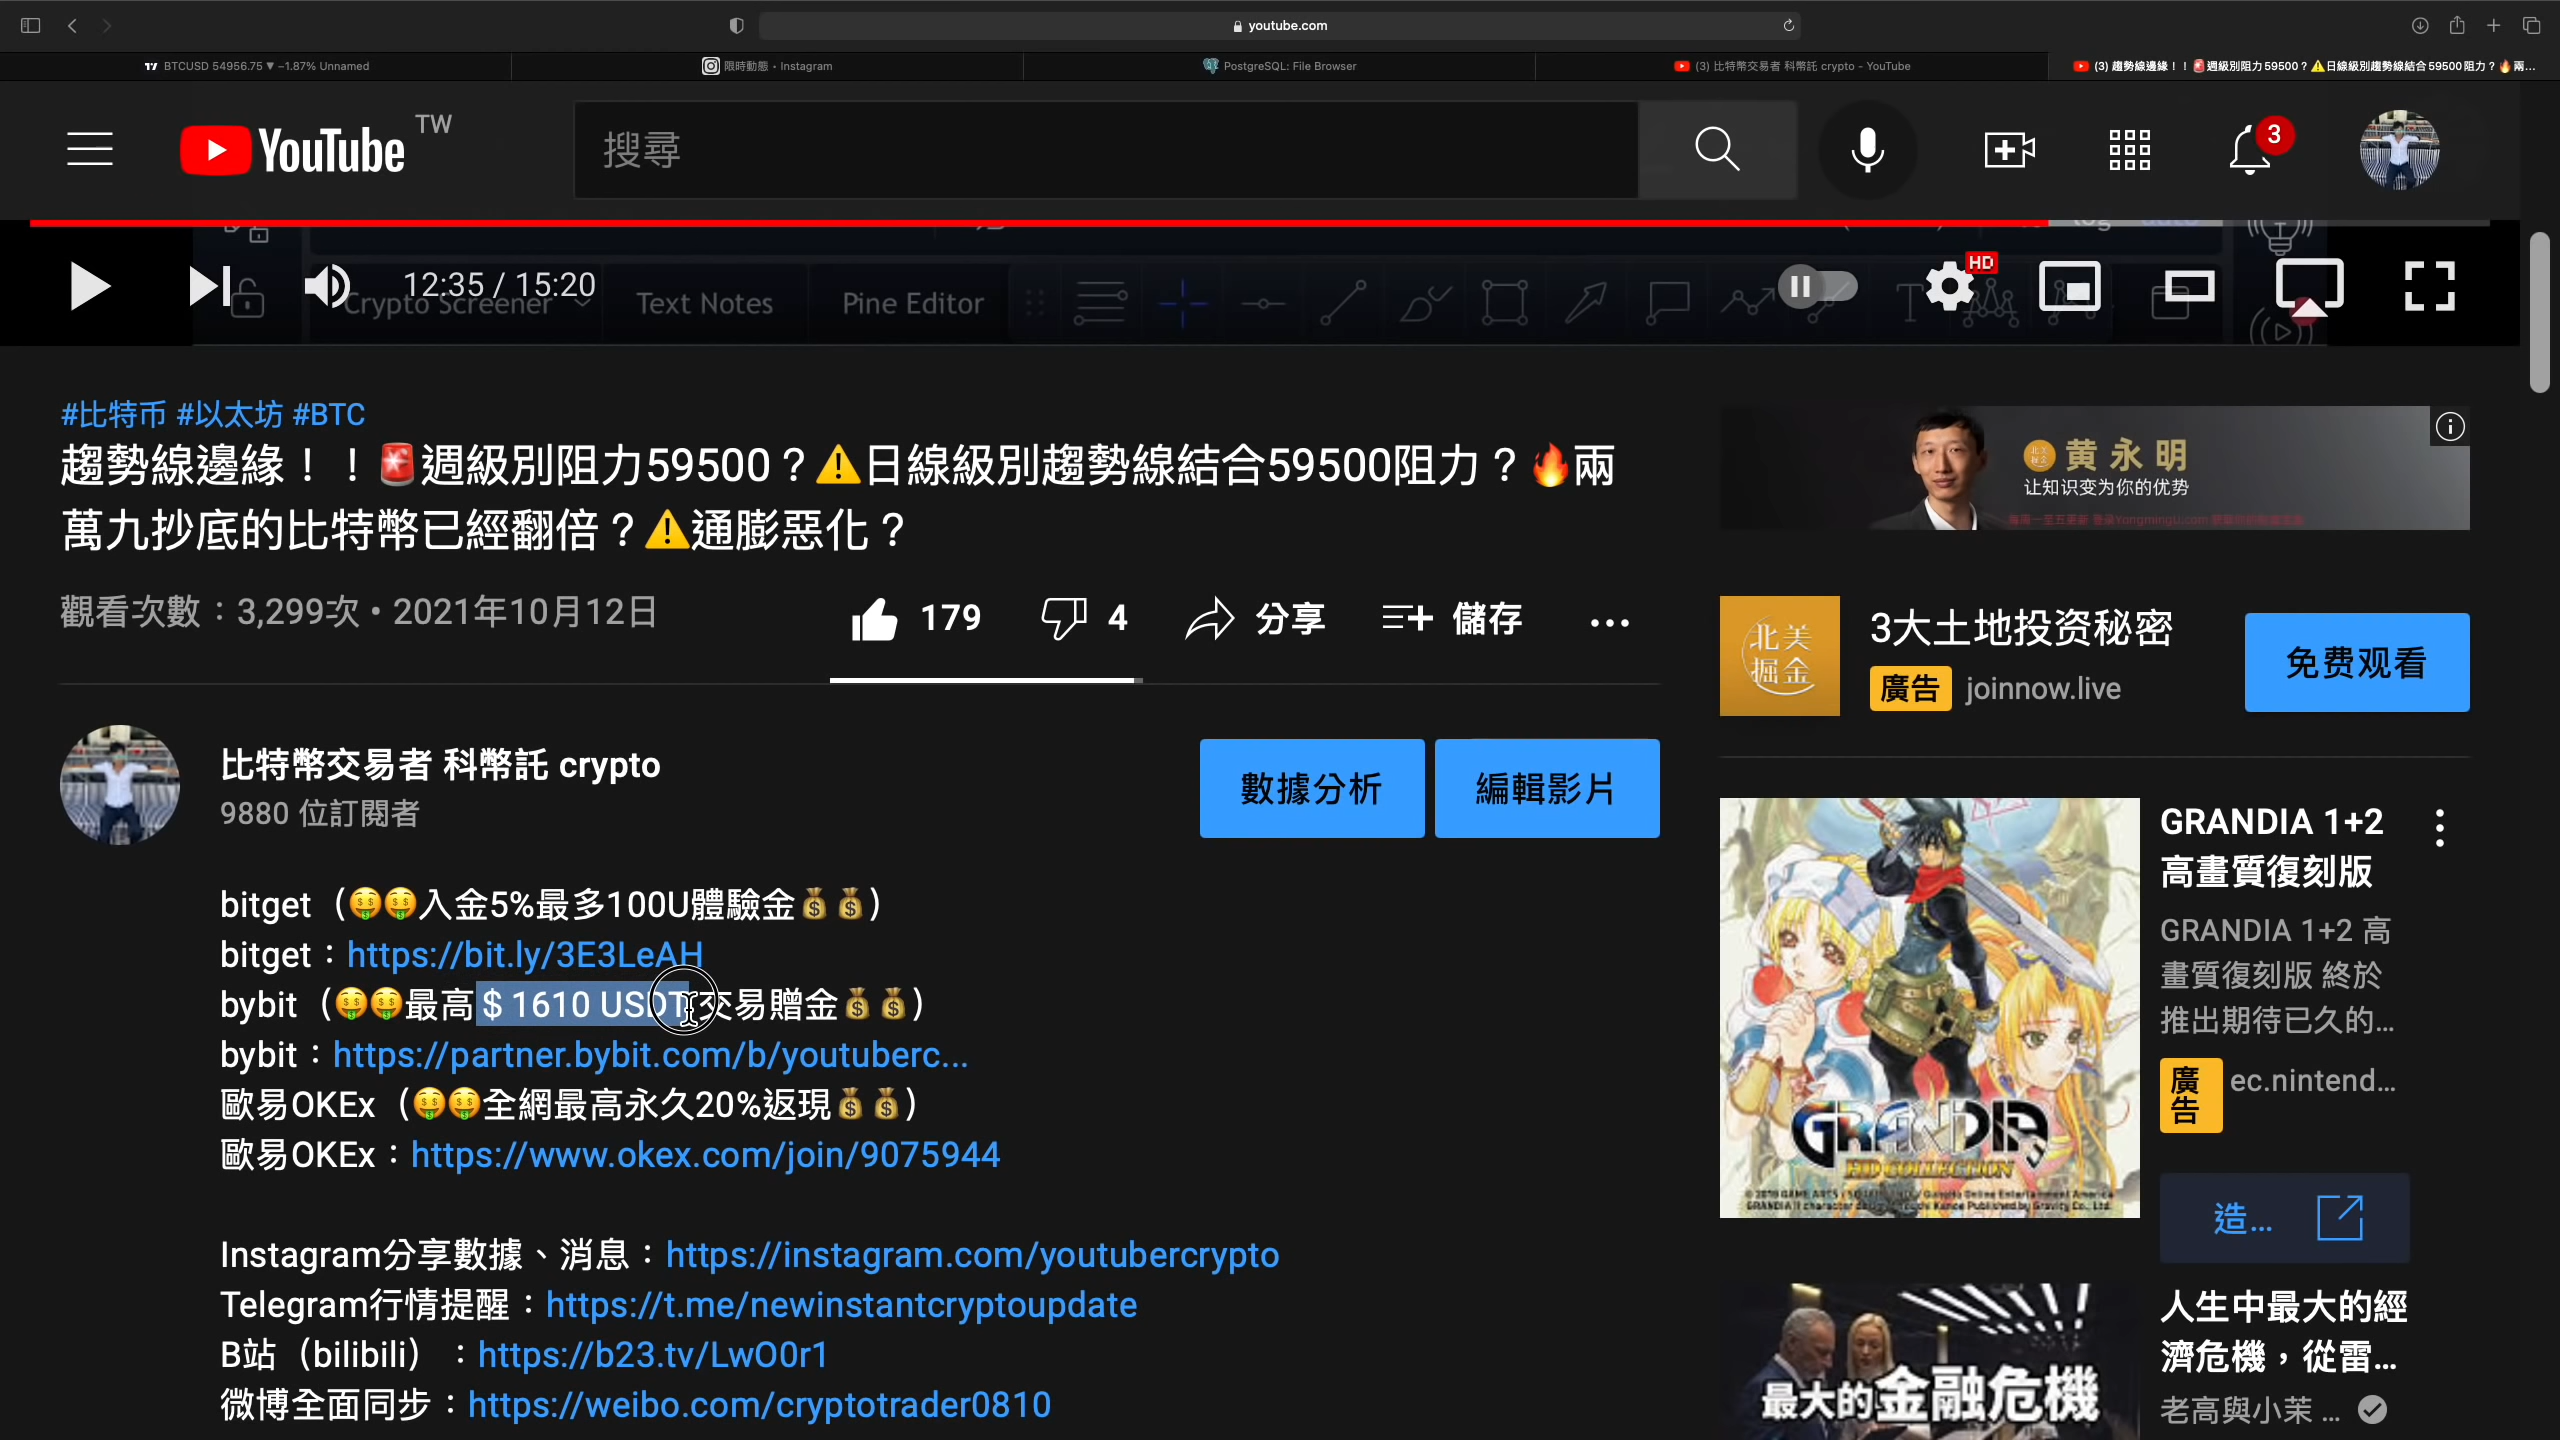 youtube.com
BTCUSD 54956.75 ▼ −1.87% Unnamed
限時動態 • Instagram
PostgreSQL: File Browser
(3) 比特幣交易者 科幣託 crypto - YouTube
(3) 趨勢線邊緣！！🚨週級別阻力59500？⚠️日線級別趨勢線結合59500阻力？🔥兩...
YouTube TW
搜尋
3
12:35 / 15:20
HD
Crypto Screener
Text Notes
Pine Editor
#比特币 #以太坊 #BTC
趨勢線邊緣！！🚨週級別阻力59500？⚠️日線級別趨勢線結合59500阻力？🔥兩
萬九抄底的比特幣已經翻倍？⚠️通膨惡化？
觀看次數：3,299次 • 2021年10月12日
179
4
分享
儲存
比特幣交易者 科幣託 crypto
9880 位訂閱者
數據分析
編輯影片
bitget（🤑🤑入金5%最多100U體驗金💰💰）
bitget：https://bit.ly/3E3LeAH
bybit（🤑🤑最高＄1610 USDT交易贈金💰💰）
bybit：https://partner.bybit.com/b/youtuberc...
歐易OKEx（🤑🤑全網最高永久20%返現💰💰）
歐易OKEx：https://www.okex.com/join/9075944
Instagram分享數據、消息：https://instagram.com/youtubercrypto
Telegram行情提醒：https://t.me/newinstantcryptoupdate
B站（bilibili）：https://b23.tv/LwO0r1
微博全面同步：https://weibo.com/cryptotrader0810
黄永明
让知识变为你的优势
北美
掘金
3大土地投资秘密
廣告
joinnow.live
免费观看
GRANDIA 1+2
高畫質復刻版
GRANDIA 1+2 高
畫質復刻版 終於
推出期待已久的...
廣告
ec.nintend...
造...
GRANDIA
HD COLLECTION
人生中最大的經
濟危機，從雷...
老高與小茉 ...
最大的金融危機